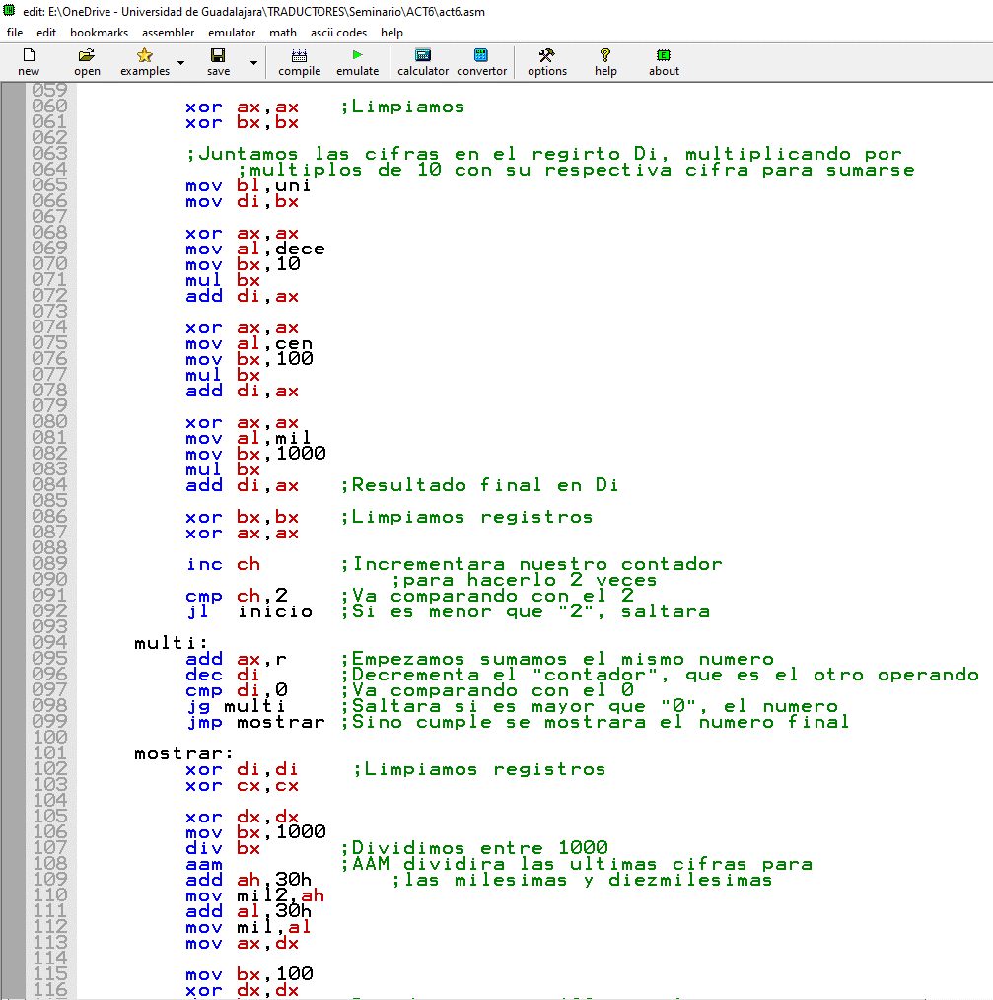 edit: E:\OneDrive - Universidad de Guadalajara\TRADUCTORES\Seminario\ACT6\act6.asm
file edit bookmarks assembler emulator math ascii codes help
new open examples save compile emulate calculator convertor options help about
059
060 xor ax,ax ;Limpiamos
061 xor bx,bx
062
063 ;Juntamos las cifras en el regirto Di, multiplicando por
064 ;multiplos de 10 con su respectiva cifra para sumarse
065 mov bl,uni
066 mov di,bx
067
068 xor ax,ax
069 mov al,dece
070 mov bx,10
071 mul bx
072 add di,ax
073
074 xor ax,ax
075 mov al,cen
076 mov bx,100
077 mul bx
078 add di,ax
079
080 xor ax,ax
081 mov al,mil
082 mov bx,1000
083 mul bx
084 add di,ax ;Resultado final en Di
085
086 xor bx,bx ;Limpiamos registros
087 xor ax,ax
088
089 inc ch ;Incrementara nuestro contador
090 ;para hacerlo 2 veces
091 cmp ch,2 ;Va comparando con el 2
092 jl inicio ;Si es menor que "2", saltara
093
094 multi:
095 add ax,r ;Empezamos sumamos el mismo numero
096 dec di ;Decrementa el "contador", que es el otro operando
097 cmp di,0 ;Va comparando con el 0
098 jg multi ;Saltara si es mayor que "0", el numero
099 jmp mostrar ;Sino cumple se mostrara el numero final
100
101 mostrar:
102 xor di,di ;Limpiamos registros
103 xor cx,cx
104
105 xor dx,dx
106 mov bx,1000
107 div bx ;Dividimos entre 1000
108 aam ;AAM dividira las ultimas cifras para
109 add ah,30h ;las milesimas y diezmilesimas
110 mov mil2,ah
111 add al,30h
112 mov mil,al
113 mov ax,dx
114
115 mov bx,100
116 xor dx,dx